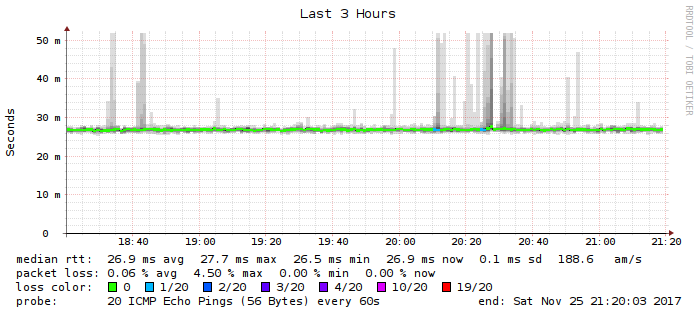 Last 3 Hours
RRDTOOL / TOBI OETIKER
Seconds
50 m
40 m
30 m
20 m
10 m
0
18:40 19:00 19:20 19:40 20:00 20:20 20:40 21:00 21:20
median rtt: 26.9 ms avg 27.7 ms max 26.5 ms min 26.9 ms now 0.1 ms sd 188.6 am/s
packet loss: 0.06 % avg 4.50 % max 0.00 % min 0.00 % now
loss color: 0 1/20 2/20 3/20 4/20 10/20 19/20
probe: 20 ICMP Echo Pings (56 Bytes) every 60s end: Sat Nov 25 21:20:03 2017